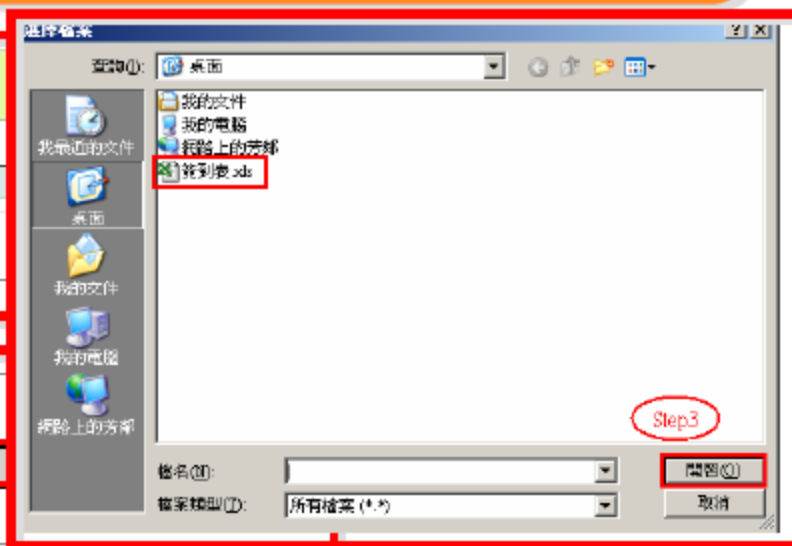 選擇檔案
查詢(I):
桌面
我的文件
我的電腦
網路上的芳鄰
簽到表.xls
我最近的文件
桌面
我的文件
我的電腦
網路上的芳鄰
Step3
檔名(N):
開啟(O)
檔案類型(T):
所有檔案 (*.*)
取消